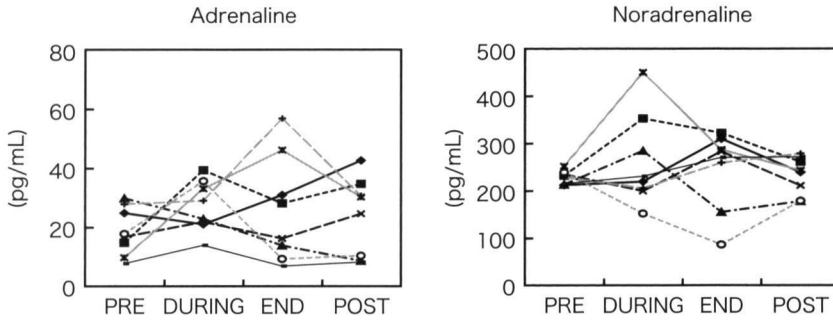 Adrenaline
(pg/mL)
80
60
40
20
0
PRE DURING END POST
Noradrenaline
(pg/mL)
500
400
300
200
100
0
PRE DURING END POST